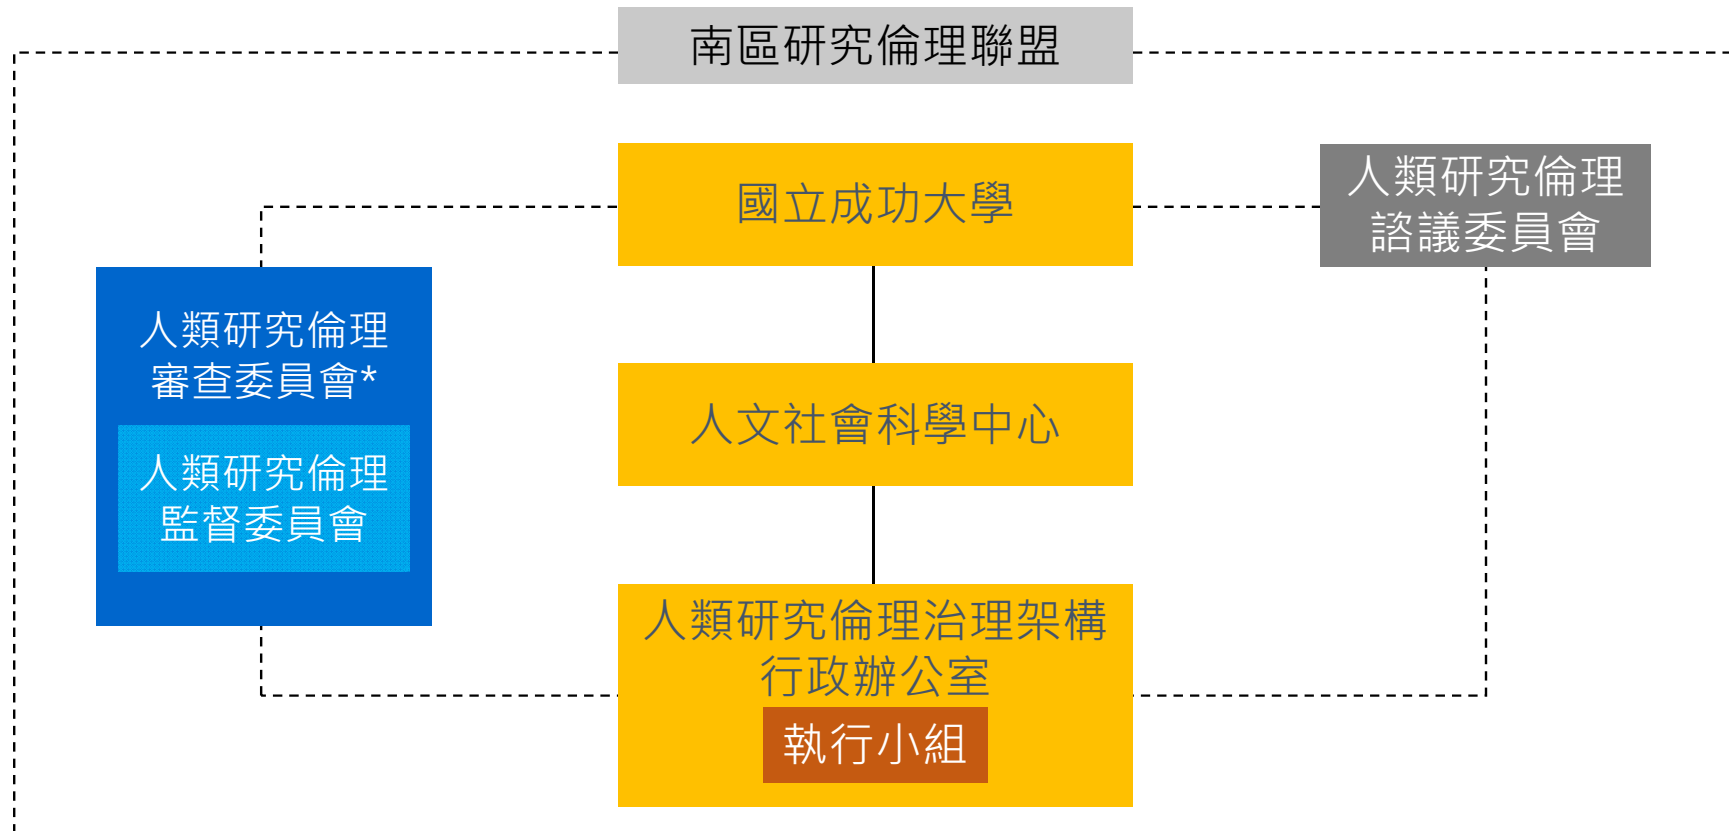 南區研究倫理聯盟
國立成功大學
人類研究倫理
諮議委員會
人類研究倫理
審查委員會*
人類研究倫理
監督委員會
人文社會科學中心
人類研究倫理治理架構
行政辦公室
執行小組